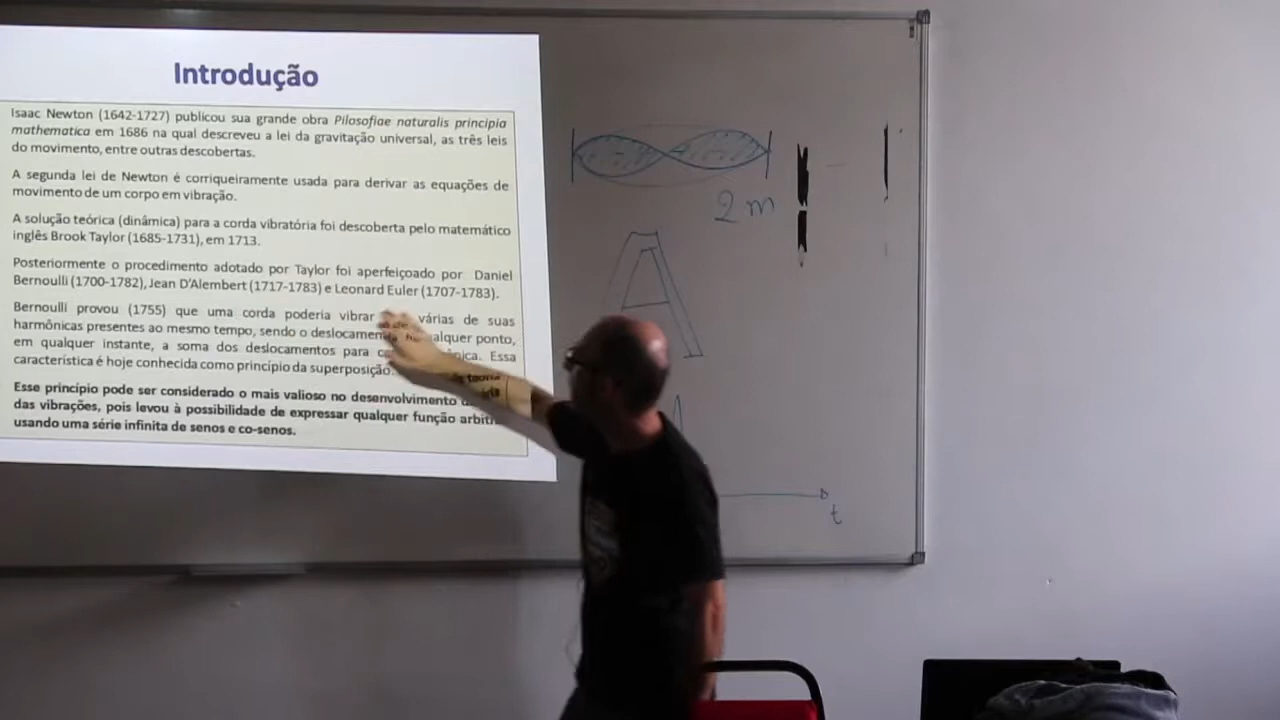 Introdução
Isaac Newton (1642-1727) publicou sua grande obra Pilosofiae naturalis principia
mathematica em 1686 na qual descreveu a lei da gravitação universal, as três leis
do movimento, entre outras descobertas.
A segunda lei de Newton é corriqueiramente usada para derivar as equações de
movimento de um corpo em vibração.
A solução teórica (dinâmica) para a corda vibratória foi descoberta pelo matemático
inglês Brook Taylor (1685-1731), em 1713.
Posteriormente o procedimento adotado por Taylor foi aperfeiçoado por Daniel
Bernoulli (1700-1782), Jean D'Alembert (1717-1783) e Leonard Euler (1707-1783).
Bernoulli provou (1755) que uma corda poderia vibrar várias de suas
harmônicas presentes ao mesmo tempo, sendo o ponto,
em qualquer instante, a soma dos deslocamentos para Essa
característica é hoje conhecida como princípio da superposição.
Esse princípio pode ser considerado o mais valioso no desenvolvimento teoria
das vibrações, pois levou à possibilidade de expressar qualquer função
usando uma série infinita de senos e co-senos.
2 m
A
t